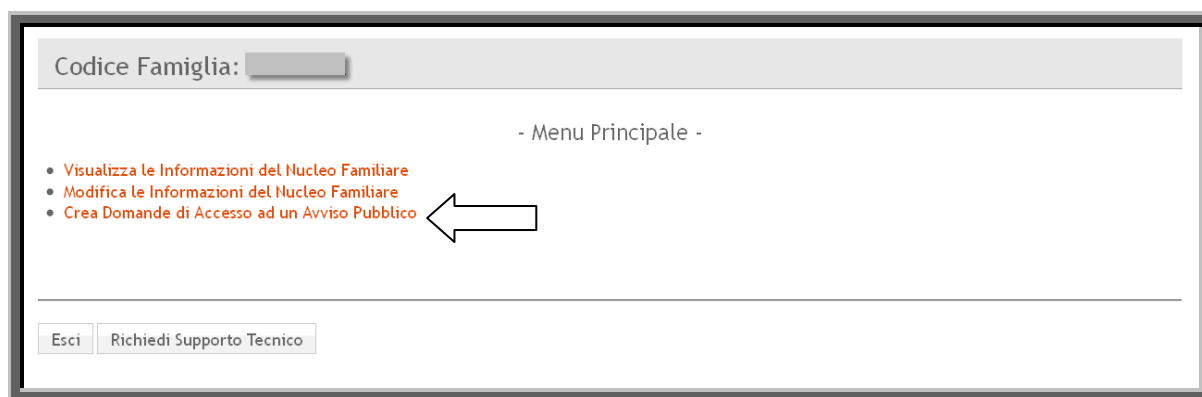 Codice Famiglia:
- Menu Principale -
Visualizza le Informazioni del Nucleo Familiare
Modifica le Informazioni del Nucleo Familiare
Crea Domande di Accesso ad un Avviso Pubblico
Esci Richiedi Supporto Tecnico